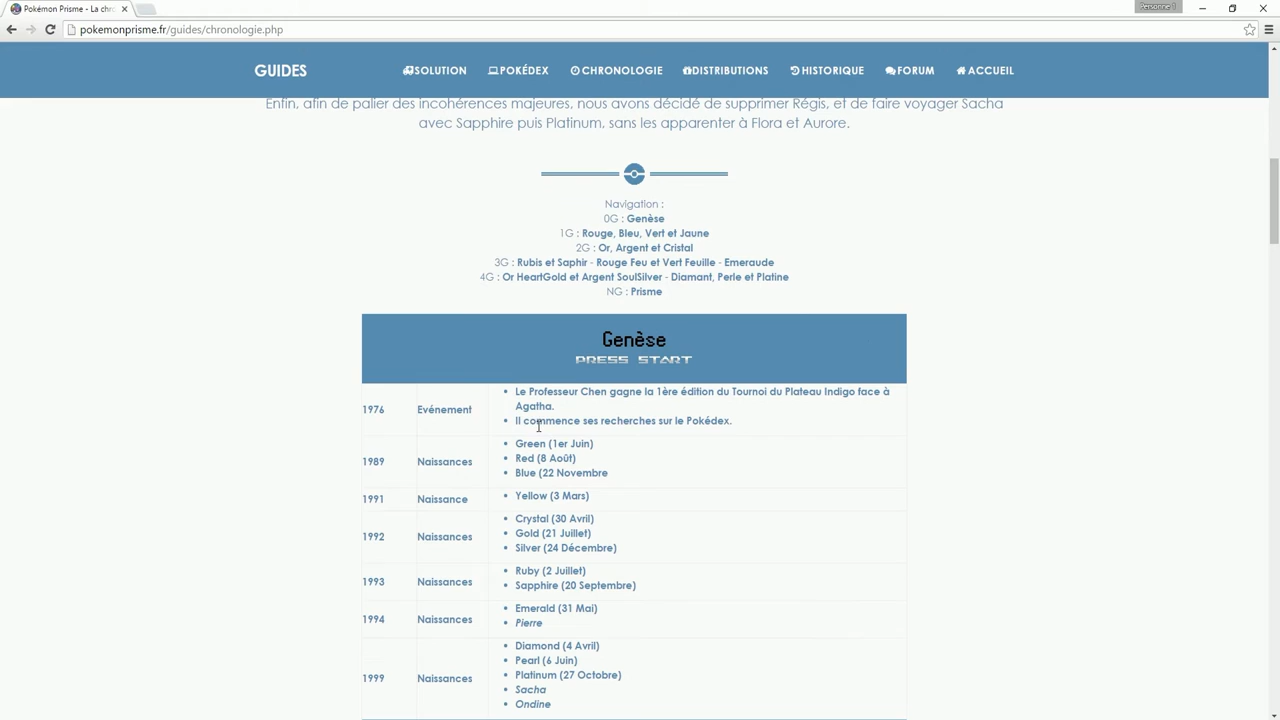 Pokémon Prisme - La chr
Personne 1
pokemonprisme.fr/guides/chronologie.php
GUIDES
SOLUTION
POKÉDEX
CHRONOLOGIE
DISTRIBUTIONS
HISTORIQUE
FORUM
ACCUEIL
Enfin, afin de palier des incohérences majeures, nous avons décidé de supprimer Régis, et de faire voyager Sacha
avec Sapphire puis Platinum, sans les apparenter à Flora et Aurore.
Navigation :
0G : Genèse
1G : Rouge, Bleu, Vert et Jaune
2G : Or, Argent et Cristal
3G : Rubis et Saphir - Rouge Feu et Vert Feuille - Emeraude
4G : Or HeartGold et Argent SoulSilver - Diamant, Perle et Platine
NG : Prisme
Genèse
PRESS START
1976
Evénement
Le Professeur Chen gagne la 1ère édition du Tournoi du Plateau Indigo face à
Agatha.
Il commence ses recherches sur le Pokédex.
1989
Naissances
Green (1er Juin)
Red (8 Août)
Blue (22 Novembre
1991
Naissance
Yellow (3 Mars)
1992
Naissances
Crystal (30 Avril)
Gold (21 Juillet)
Silver (24 Décembre)
1993
Naissances
Ruby (2 Juillet)
Sapphire (20 Septembre)
1994
Naissances
Emerald (31 Mai)
Pierre
1999
Naissances
Diamond (4 Avril)
Pearl (6 Juin)
Platinum (27 Octobre)
Sacha
Ondine